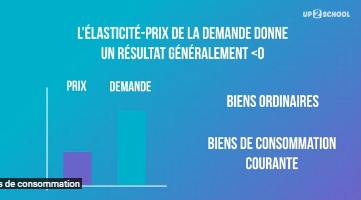 UP2SCHOOL
L'ÉLASTICITÉ-PRIX DE LA DEMANDE DONNE
UN RÉSULTAT GÉNÉRALEMENT <0
PRIX
DEMANDE
BIENS ORDINAIRES
BIENS DE CONSOMMATION
COURANTE
s de consommation